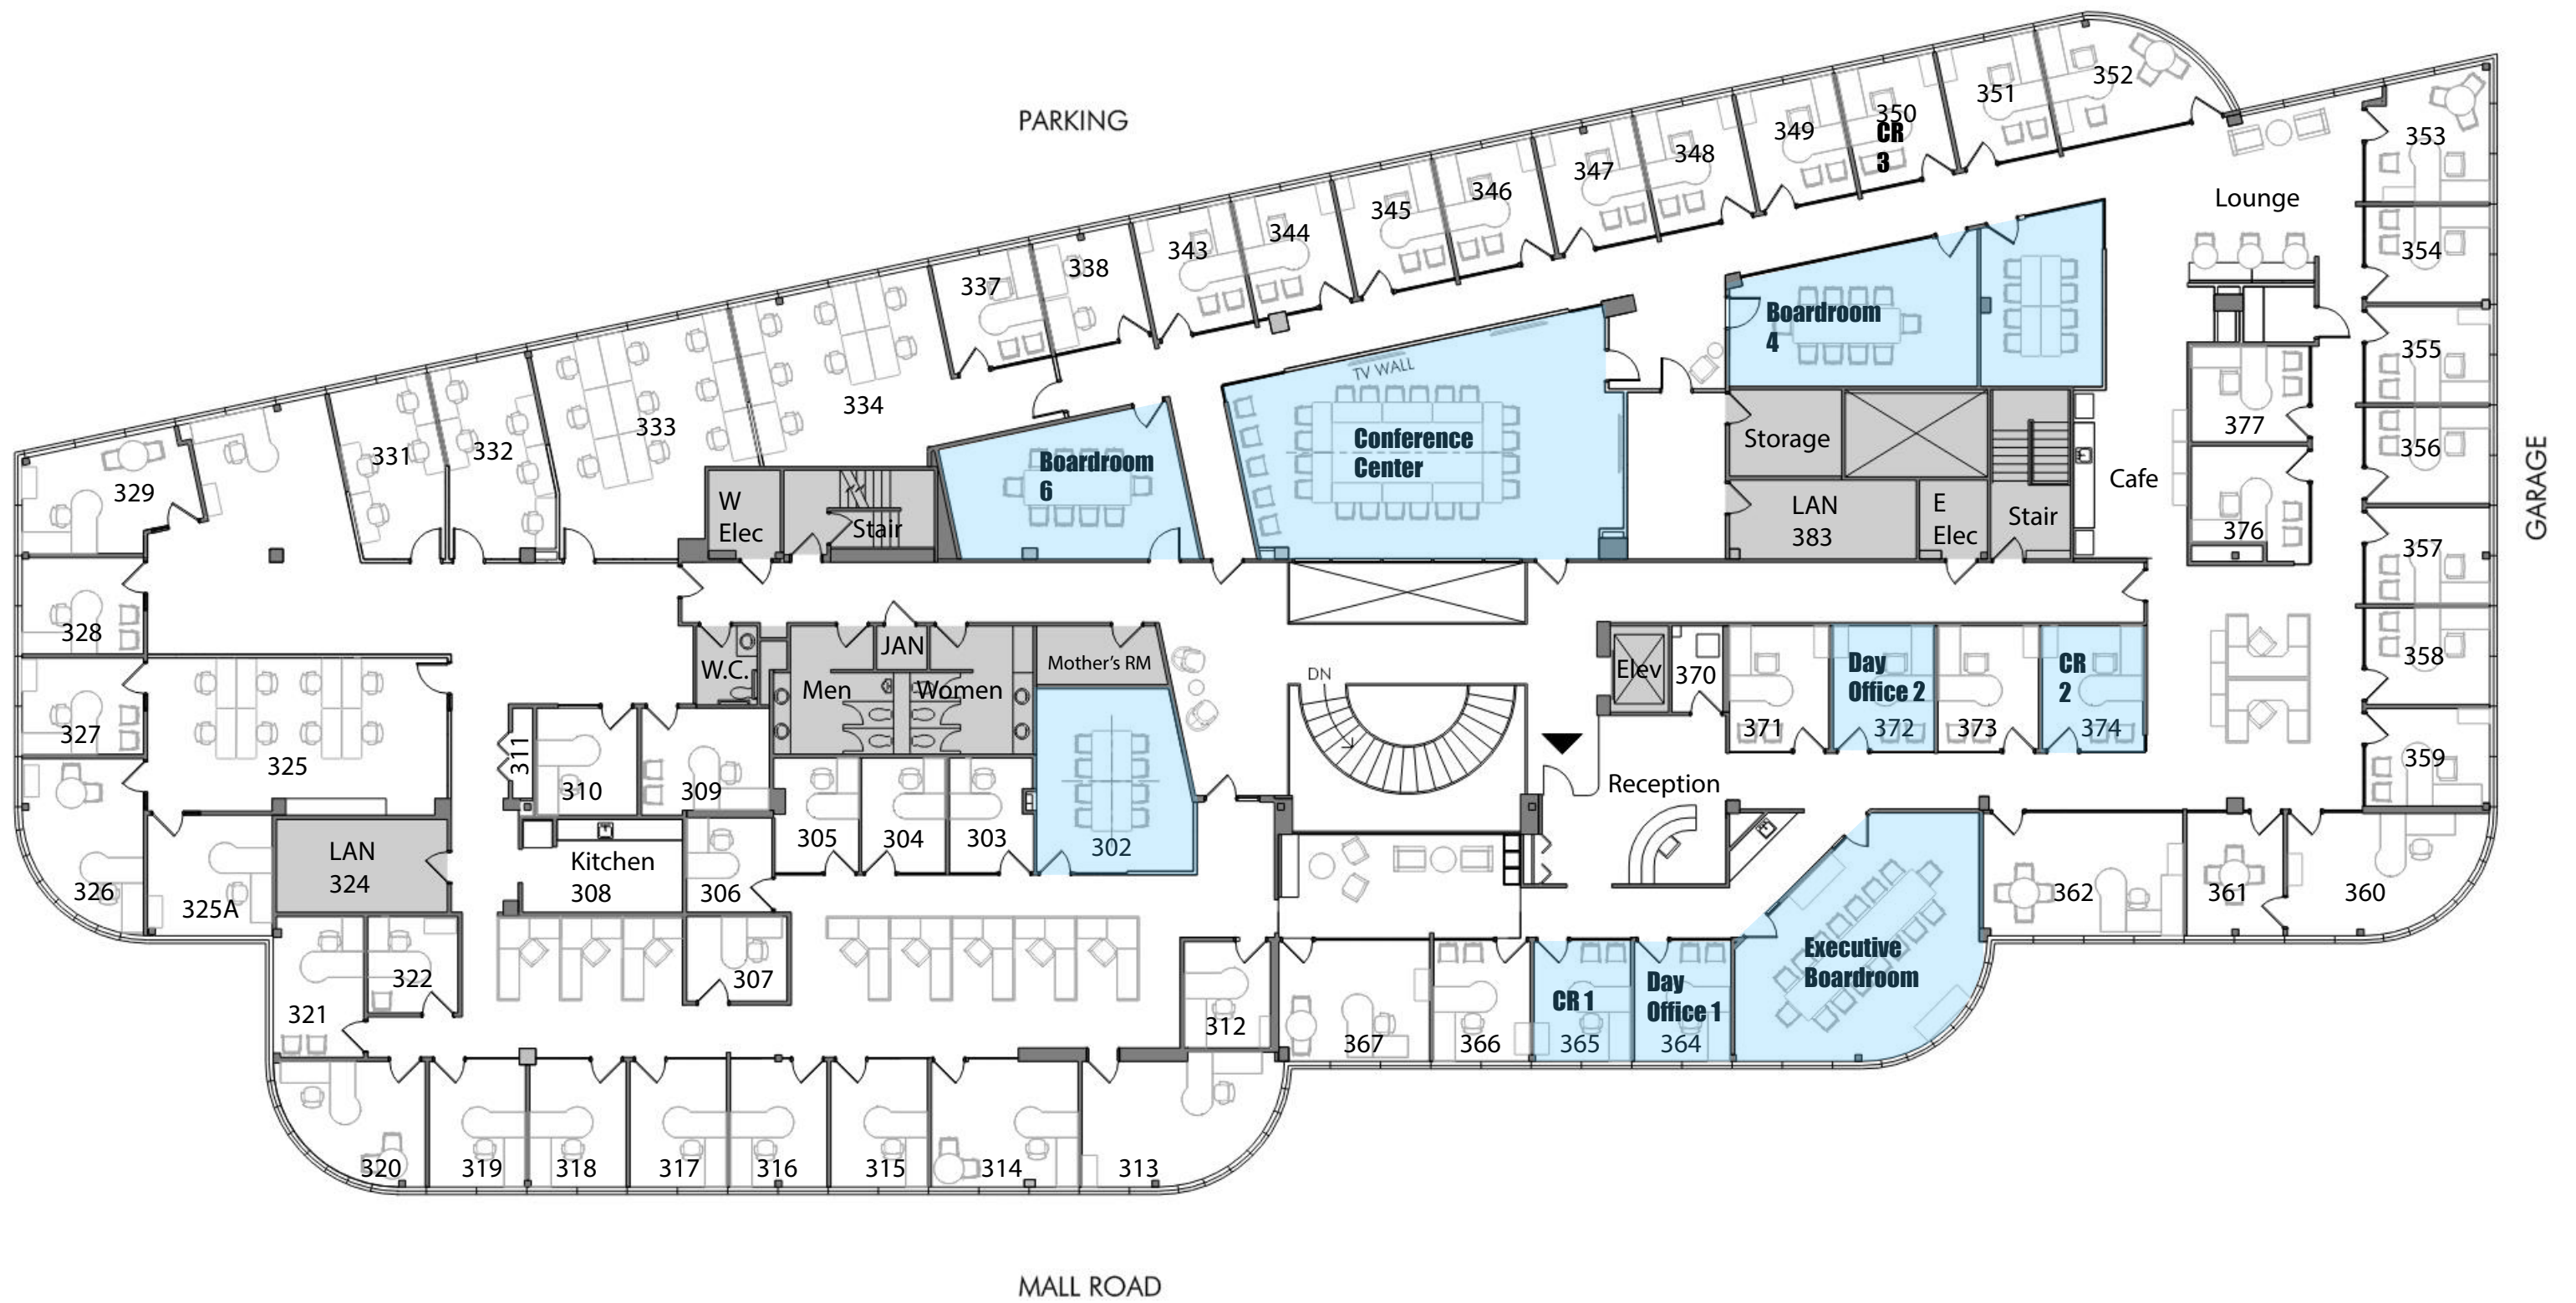 PARKING
352
351
350
CR
3
349
348
347
346
345
344
343
338
337
353
Lounge
354
Boardroom
4
355
TV WALL
334
333
332
331
329
Boardroom
6
Conference
Center
Storage
377
356
Cafe
GARAGE
W
Elec
Stair
LAN
383
E
Elec
Stair
376
357
328
JAN
W.C.
Men
Women
Mother's RM
DN
Elev
370
Day
Office 2
CR
2
358
327
325
311
310
309
371
372
373
374
359
Reception
305
304
303
302
LAN
324
Kitchen
308
306
326
325A
362
361
360
Executive
Boardroom
322
307
321
312
CR 1
Day
Office 1
367
366
365
364
320
319
318
317
316
315
314
313
MALL ROAD